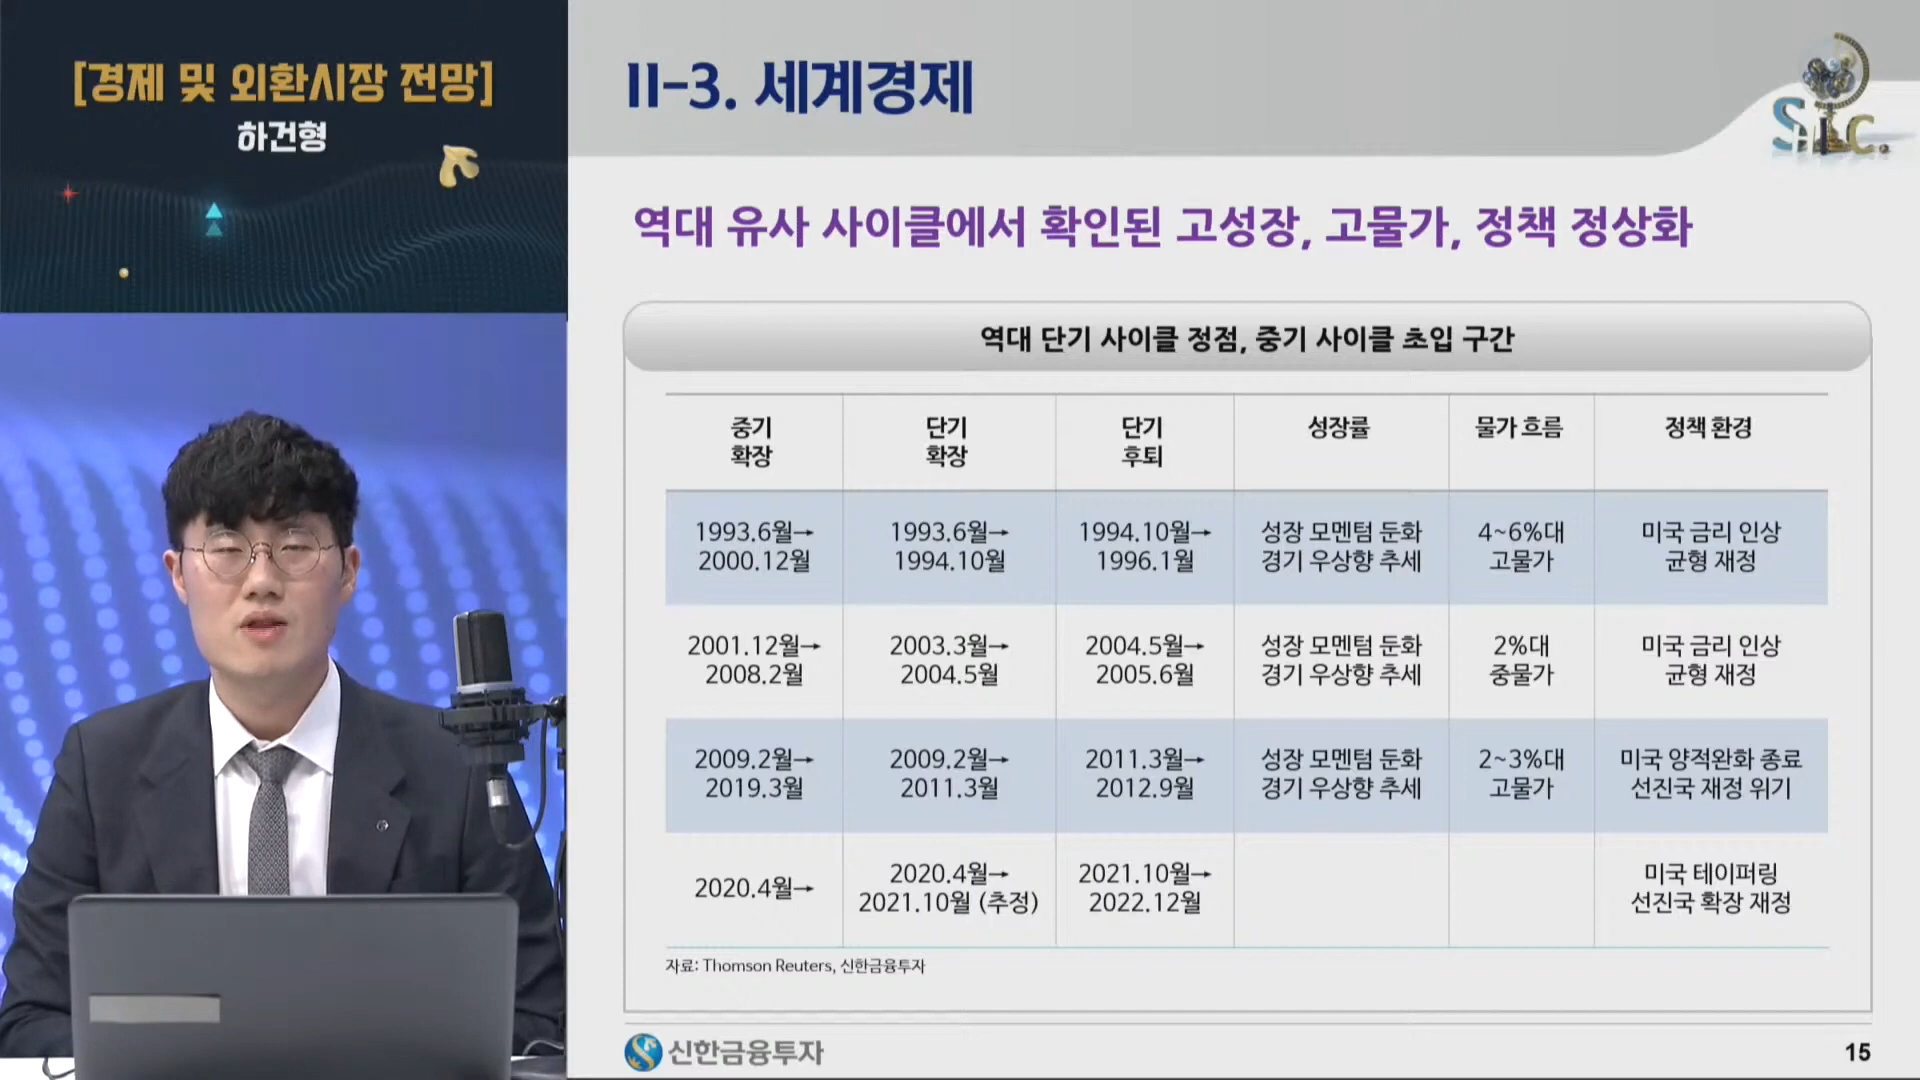 [경제 및 외환시장 전망]
하건형
II-3. 세계경제
SHIC.
역대 유사 사이클에서 확인된 고성장, 고물가, 정책 정상화
역대 단기 사이클 정점, 중기 사이클 초입 구간
중기 확장
단기 확장
단기 후퇴
성장률
물가 흐름
정책 환경
1993.6월→
2000.12월
1993.6월→
1994.10월
1994.10월→
1996.1월
성장 모멘텀 둔화
경기 우상향 추세
4~6%대
고물가
미국 금리 인상
균형 재정
2001.12월→
2008.2월
2003.3월→
2004.5월
2004.5월→
2005.6월
성장 모멘텀 둔화
경기 우상향 추세
2%대
중물가
미국 금리 인상
균형 재정
2009.2월→
2019.3월
2009.2월→
2011.3월
2011.3월→
2012.9월
성장 모멘텀 둔화
경기 우상향 추세
2~3%대
고물가
미국 양적완화 종료
선진국 재정 위기
2020.4월→
2020.4월→
2021.10월 (추정)
2021.10월→
2022.12월
미국 테이퍼링
선진국 확장 재정
자료: Thomson Reuters, 신한금융투자
신한금융투자
15